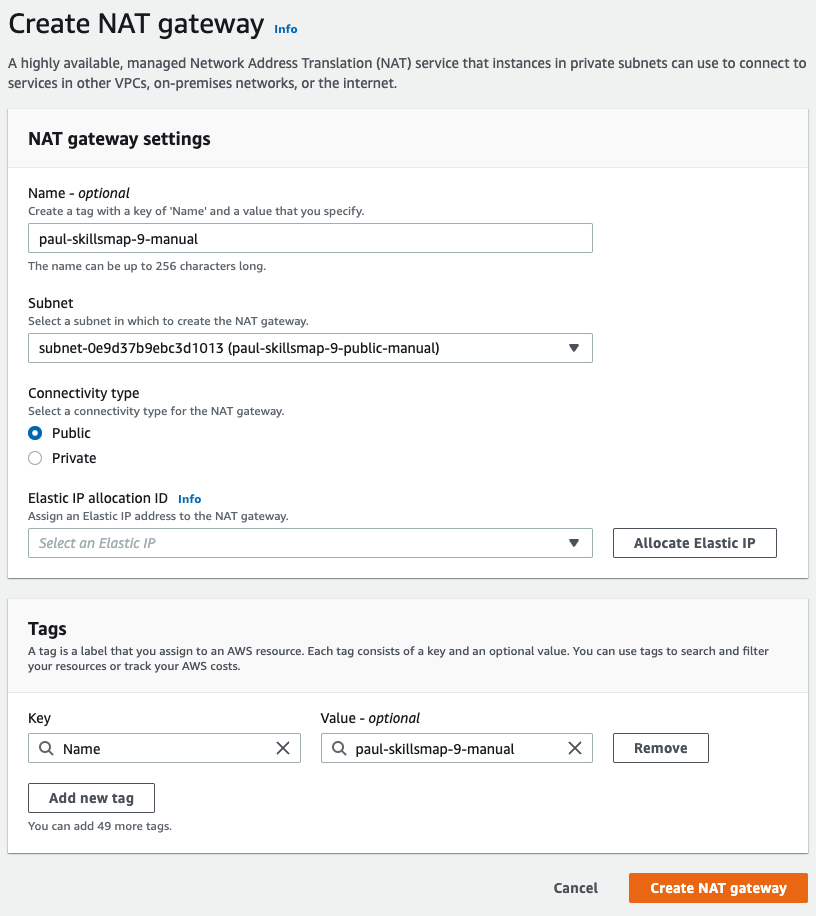 Create NAT gateway Info
A highly available, managed Network Address Translation (NAT) service that instances in private subnets can use to connect to
services in other VPCs, on-premises networks, or the internet.
NAT gateway settings
Name - optional
Create a tag with a key of 'Name' and a value that you specify.
paul-skillsmap-9-manual
The name can be up to 256 characters long.
Subnet
Select a subnet in which to create the NAT gateway.
subnet-0e9d37b9ebc3d1013 (paul-skillsmap-9-public-manual)
Connectivity type
Select a connectivity type for the NAT gateway.
Public
Private
Elastic IP allocation ID Info
Assign an Elastic IP address to the NAT gateway.
Select an Elastic IP
Allocate Elastic IP
Tags
A tag is a label that you assign to an AWS resource. Each tag consists of a key and an optional value. You can use tags to search and filter
your resources or track your AWS costs.
Key
Value - optional
Name
paul-skillsmap-9-manual
Remove
Add new tag
You can add 49 more tags.
Cancel
Create NAT gateway